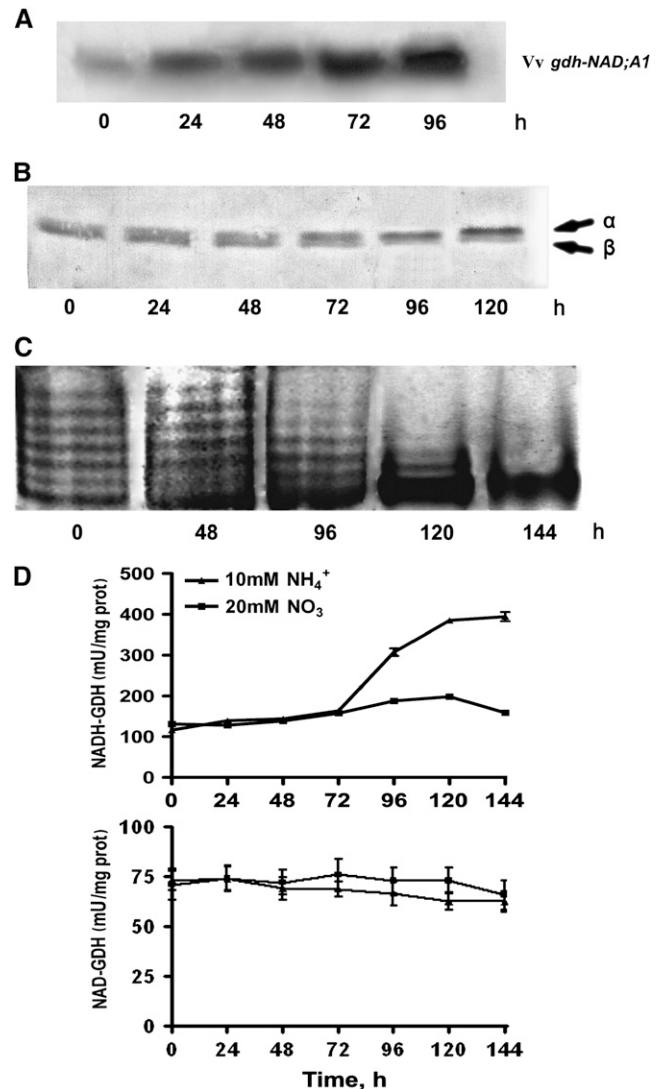 A
Vv gdh-NAD;A1
0 24 48 72 96 h
B
α
β
0 24 48 72 96 120 h
C
0 48 96 120 144 h
D
10mM NH₄⁺
20mM NO₃
NADH-GDH (mU/mg prot)
500
400
300
200
100
0
0 24 48 72 96 120 144
NAD-GDH (mU/mg prot)
100
75
50
25
0
0 24 48 72 96 120 144
Time, h